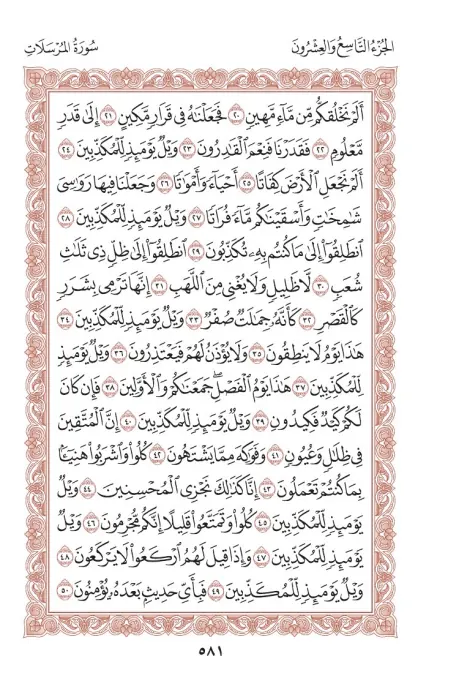 الجُزْءُ التَّاسِعُ وَالعِشْرُونَ سُورَةُ المُرْسَلَاتِ
أَلَمْ نَخْلُقكُّم مِّن مَّآءٍ مَّهِينٍ ٢٠ فَجَعَلْنَٰهُ فِى قَرَارٍ مَّكِينٍ ٢١ إِلَىٰ قَدَرٍ
مَّعْلُومٍ ٢٢ فَقَدَرْنَا فَنِعْمَ ٱلْقَٰدِرُونَ ٢٣ وَيْلٌ يَوْمَئِذٍ لِّلْمُكَذِّبِينَ ٢٤
أَلَمْ نَجْعَلِ ٱلْأَرْضَ كِفَاتًا ٢٥ أَحْيَآءً وَأَمْوَٰتًا ٢٦ وَجَعَلْنَا فِيهَا رَوَٰسِىَ
شَٰمِخَٰتٍ وَأَسْقَيْنَٰكُم مَّآءً فُرَاتًا ٢٧ وَيْلٌ يَوْمَئِذٍ لِّلْمُكَذِّبِينَ ٢٨
ٱنطَلِقُوٓا۟ إِلَىٰ مَا كُنتُم بِهِۦ تُكَذِّبُونَ ٢٩ ٱنطَلِقُوٓا۟ إِلَىٰ ظِلٍّ ذِى ثَلَٰثِ
شُعَبٍ ٣٠ لَّا ظَلِيلٍ وَلَا يُغْنِى مِنَ ٱللَّهَبِ ٣١ إِنَّهَا تَرْمِى بِشَرَرٍ
كَٱلْقَصْرِ ٣٢ كَأَنَّهُۥ جِمَٰلَتٌ صُفْرٌ ٣٣ وَيْلٌ يَوْمَئِذٍ لِّلْمُكَذِّبِينَ ٣٤
هَٰذَا يَوْمُ لَا يَنطِقُونَ ٣٥ وَلَا يُؤْذَنُ لَهُمْ فَيَعْتَذِرُونَ ٣٦ وَيْلٌ يَوْمَئِذٍ
لِّلْمُكَذِّبِينَ ٣٧ هَٰذَا يَوْمُ ٱلْفَصْلِ ۖ جَمَعْنَٰكُمْ وَٱلْأَوَّلِينَ ٣٨ فَإِن كَانَ
لَكُمْ كَيْدٌ فَكِيدُونِ ٣٩ وَيْلٌ يَوْمَئِذٍ لِّلْمُكَذِّبِينَ ٤٠ إِنَّ ٱلْمُتَّقِينَ
فِى ظِلَٰلٍ وَعُيُونٍ ٤١ وَفَوَٰكِهَ مِمَّا يَشْتَهُونَ ٤٢ كُلُوا۟ وَٱشْرَبُوا۟ هَنِيٓـًٔۢا
بِمَا كُنتُمْ تَعْمَلُونَ ٤٣ إِنَّا كَذَٰلِكَ نَجْزِى ٱلْمُحْسِنِينَ ٤٤ وَيْلٌ
يَوْمَئِذٍ لِّلْمُكَذِّبِينَ ٤٥ كُلُوا۟ وَتَمَتَّعُوا۟ قَلِيلًا إِنَّكُم مُّجْرِمُونَ ٤٦ وَيْلٌ
يَوْمَئِذٍ لِّلْمُكَذِّبِينَ ٤٧ وَإِذَا قِيلَ لَهُمُ ٱرْكَعُوا۟ لَا يَرْكَعُونَ ٤٨
وَيْلٌ يَوْمَئِذٍ لِّلْمُكَذِّبِينَ ٤٩ فَبِأَىِّ حَدِيثٍۭ بَعْدَهُۥ يُؤْمِنُونَ ٥٠
٥٨١